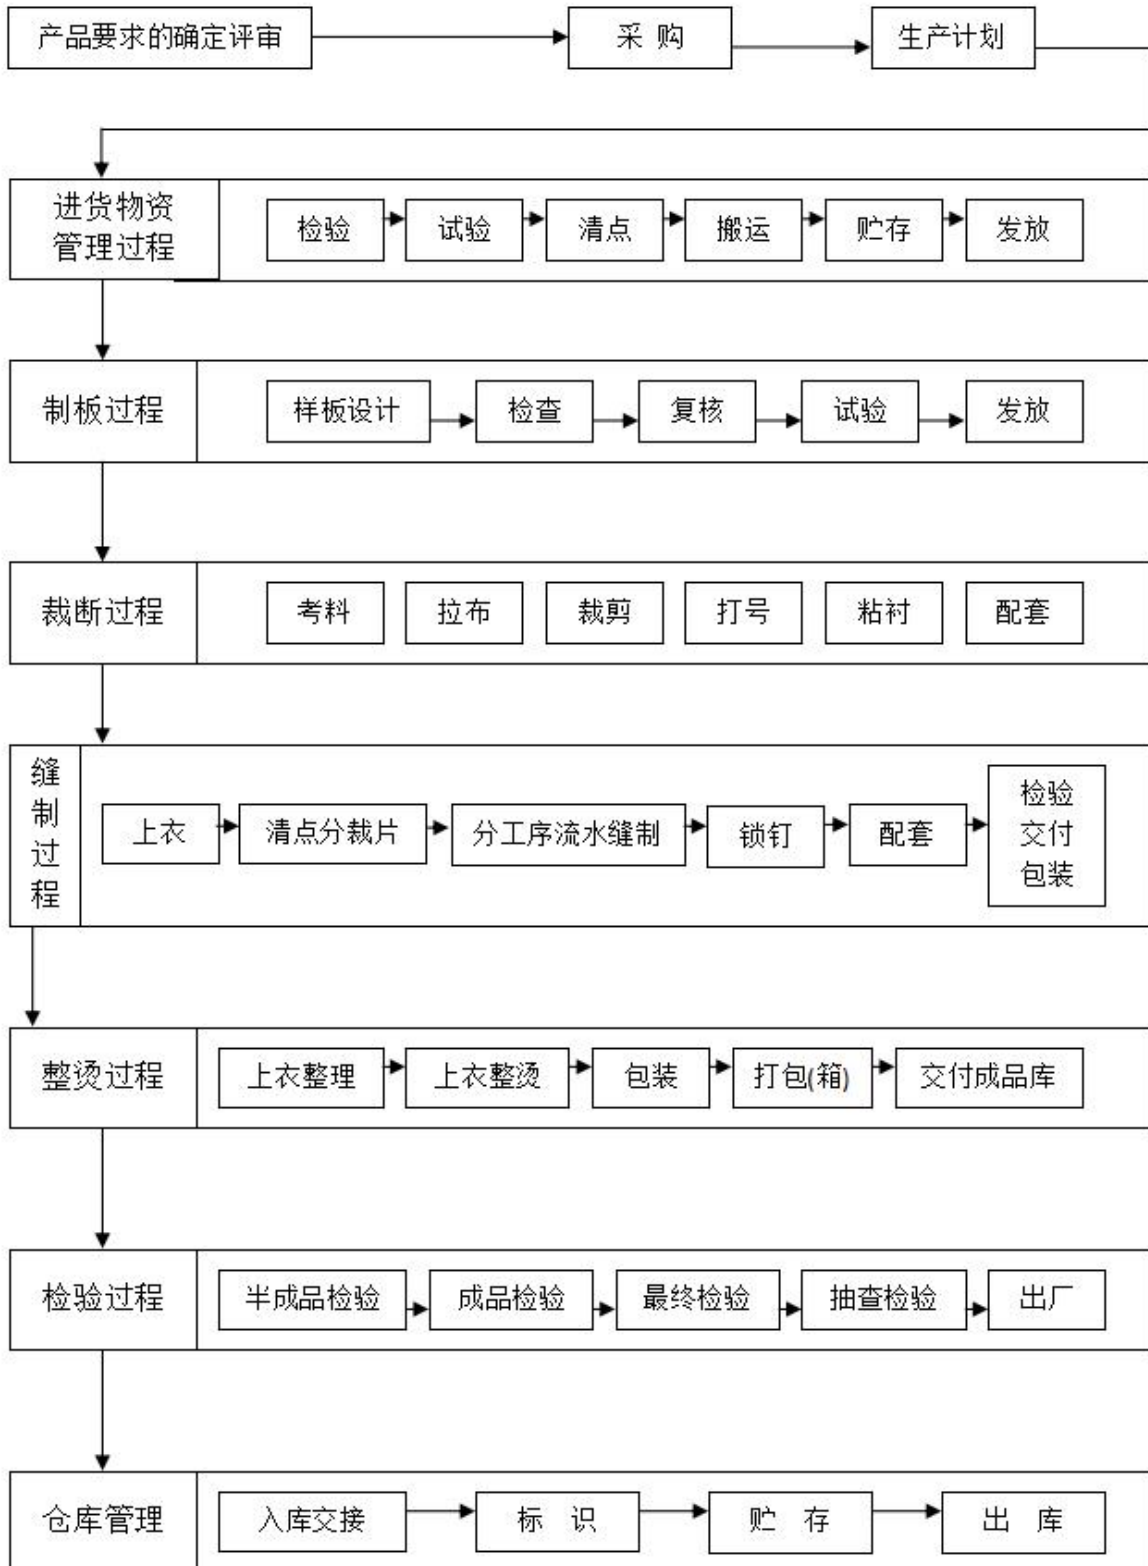 产品要求的确定评审 采 购 生产计划
进货物资
管理过程
检验 试验 清点 搬运 贮存 发放
制板过程 样板设计 检查 复核 试验 发放
裁断过程 考料 拉布 裁剪 打号 粘衬 配套
缝
制
过
程
上衣 清点分裁片 分工序流水缝制 锁钉 配套
检验
交付
包装
整烫过程 上衣整理 上衣整烫 包装 打包(箱) 交付成品库
检验过程 半成品检验 成品检验 最终检验 抽查检验 出厂
仓库管理 入库交接 标 识 贮 存 出 库